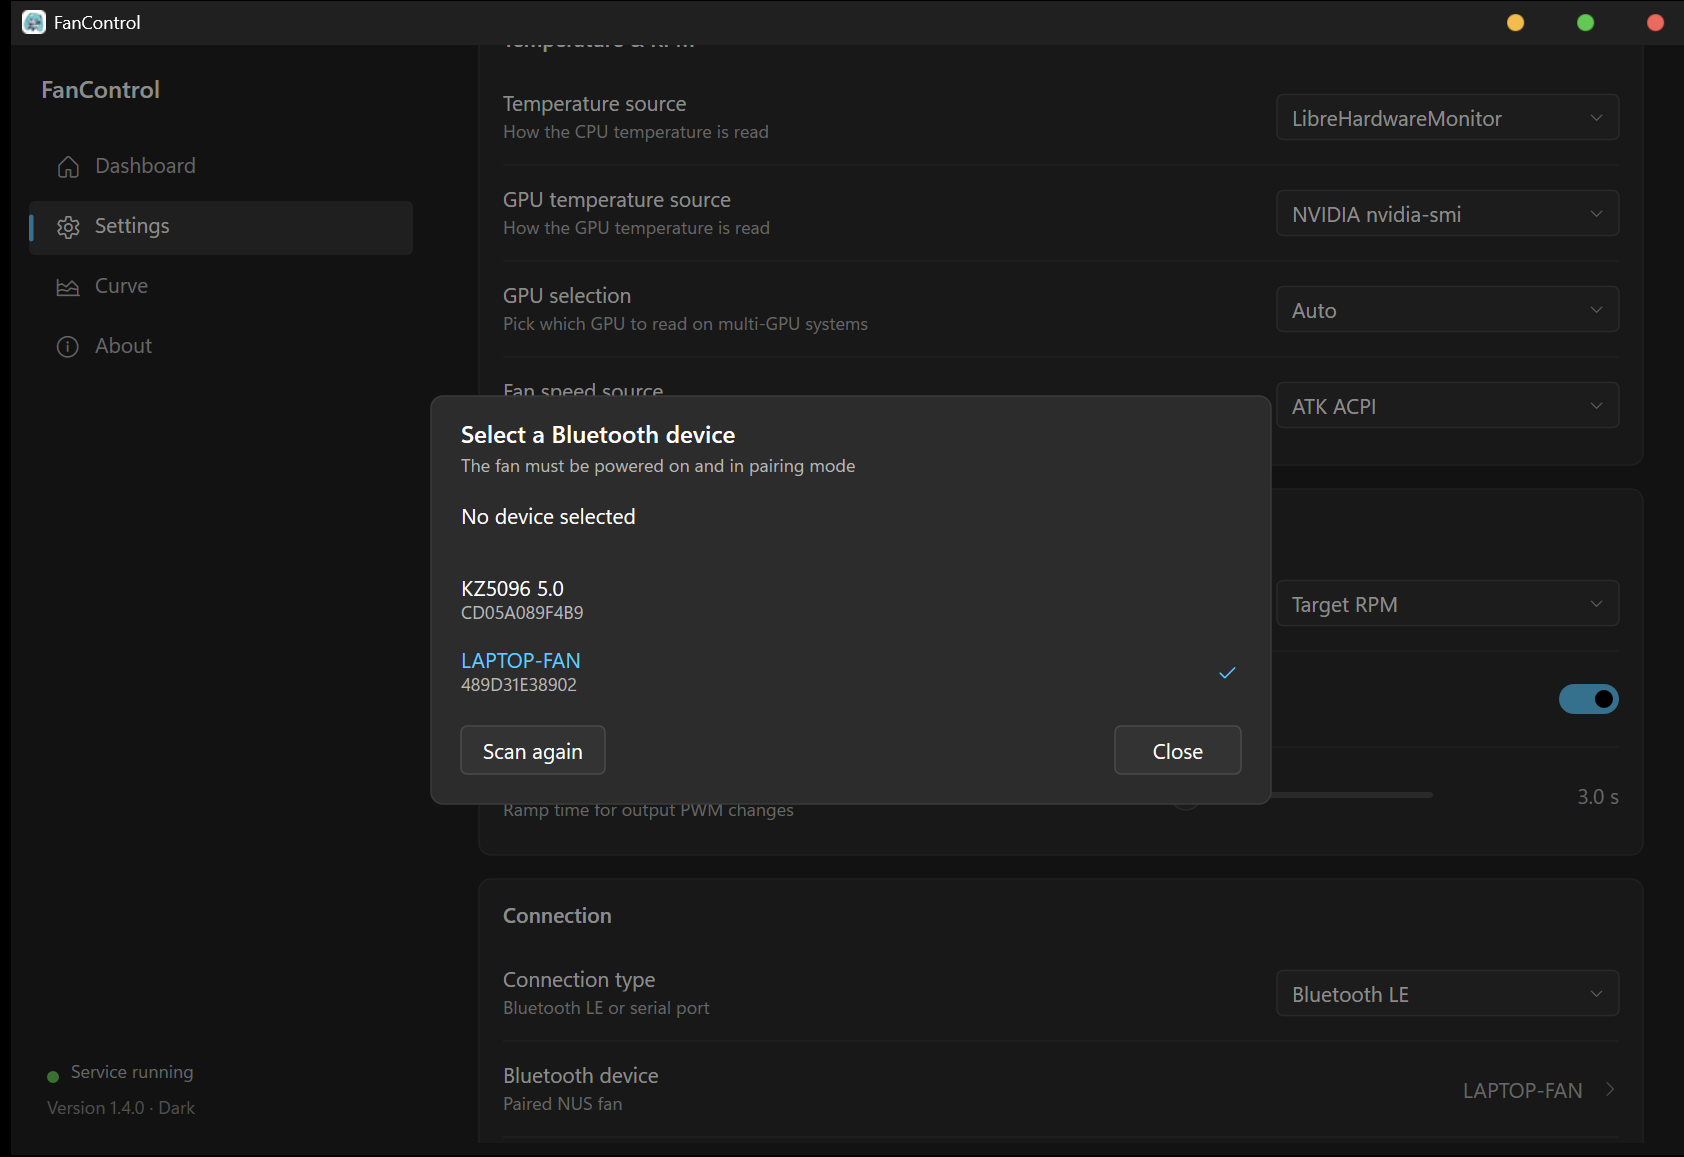 FanControl
FanControl
Dashboard
Settings
Curve
About
Service running
Version 1.4.0 · Dark
Temperature & RPM
Temperature source
How the CPU temperature is read
LibreHardwareMonitor
GPU temperature source
How the GPU temperature is read
NVIDIA nvidia-smi
GPU selection
Pick which GPU to read on multi-GPU systems
Auto
Fan speed source
ATK ACPI
Select a Bluetooth device
The fan must be powered on and in pairing mode
No device selected
KZ5096 5.0
CD05A089F4B9
LAPTOP-FAN
489D31E38902
Scan again
Close
Target RPM
3.0 s
Ramp time for output PWM changes
Connection
Connection type
Bluetooth LE or serial port
Bluetooth LE
Bluetooth device
Paired NUS fan
LAPTOP-FAN